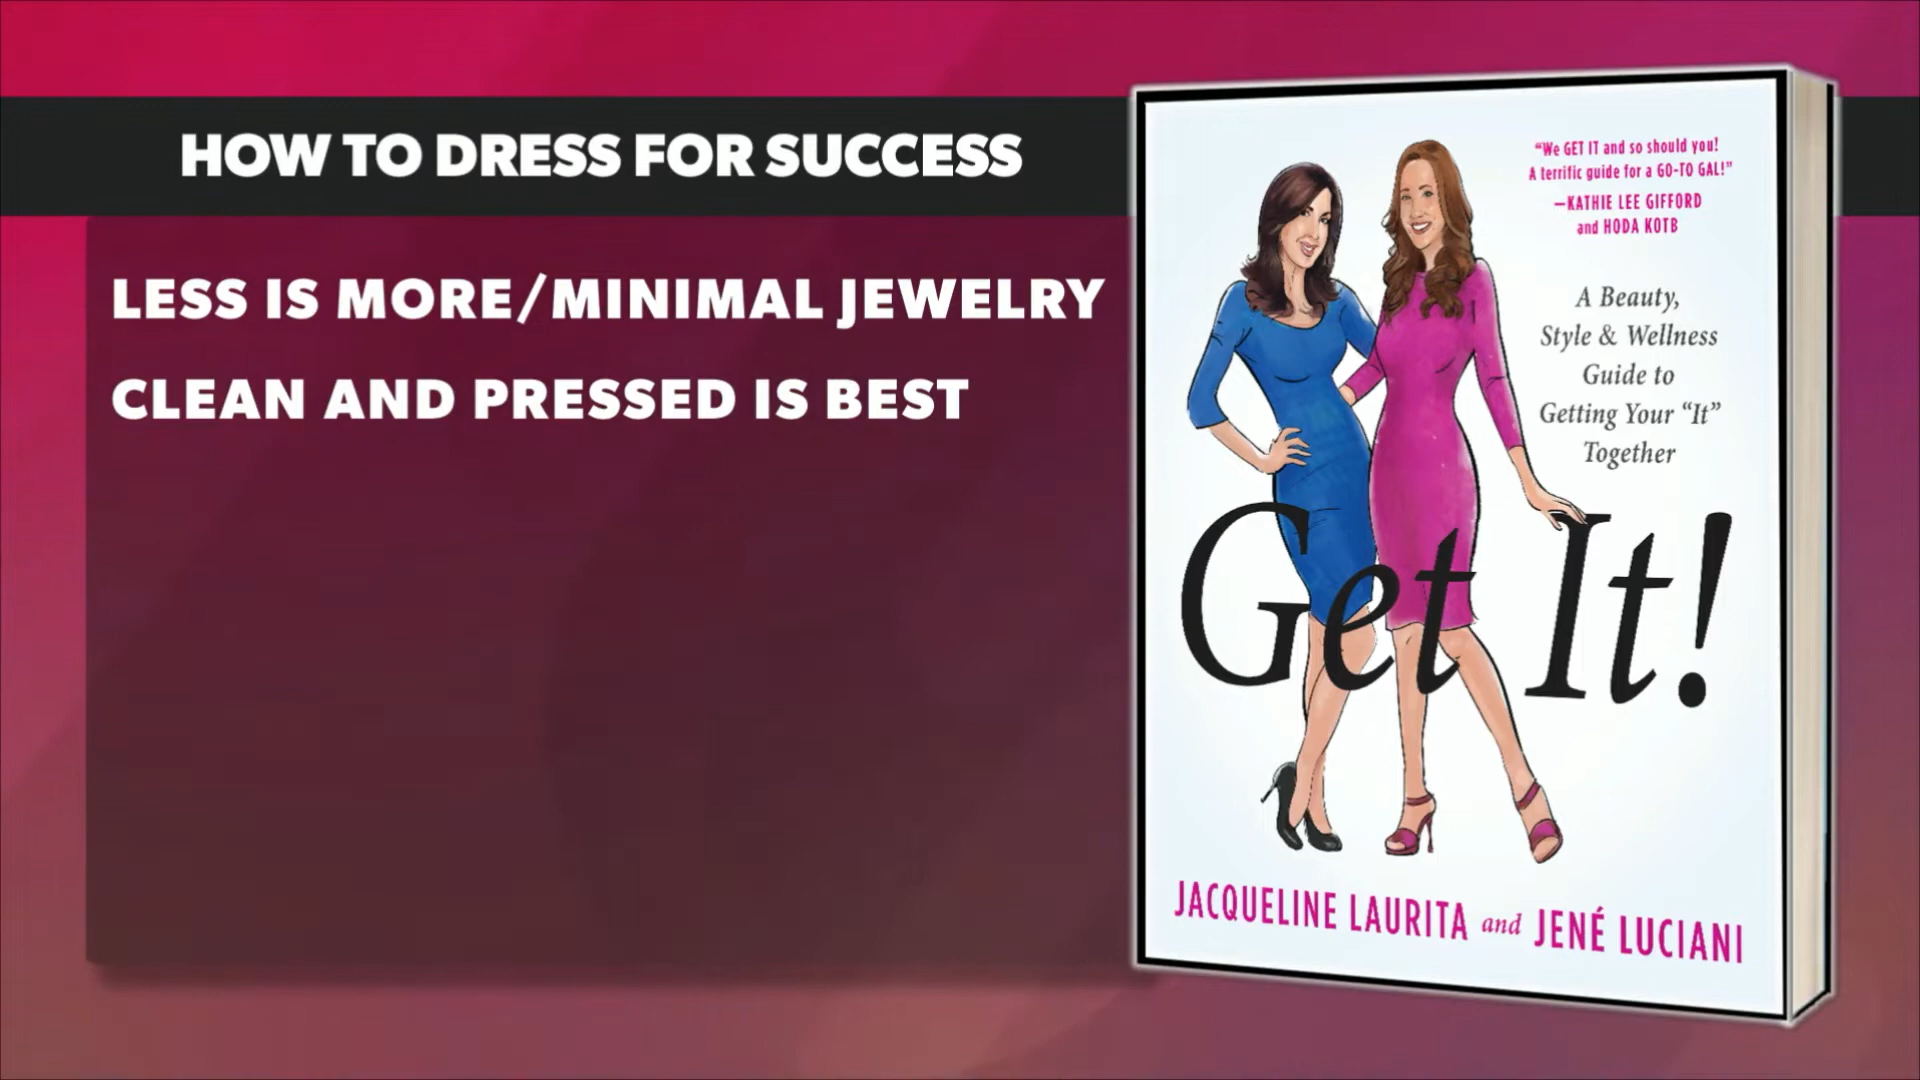 HOW TO DRESS FOR SUCCESS
LESS IS MORE/MINIMAL JEWELRY
CLEAN AND PRESSED IS BEST
“We GET IT and so should you!
A terrific guide for a GO-TO GAL!”
—KATHIE LEE GIFFORD
and HODA KOTB
A Beauty,
Style & Wellness
Guide to
Getting Your “It”
Together
Get It!
JACQUELINE LAURITA and JENÉ LUCIANI